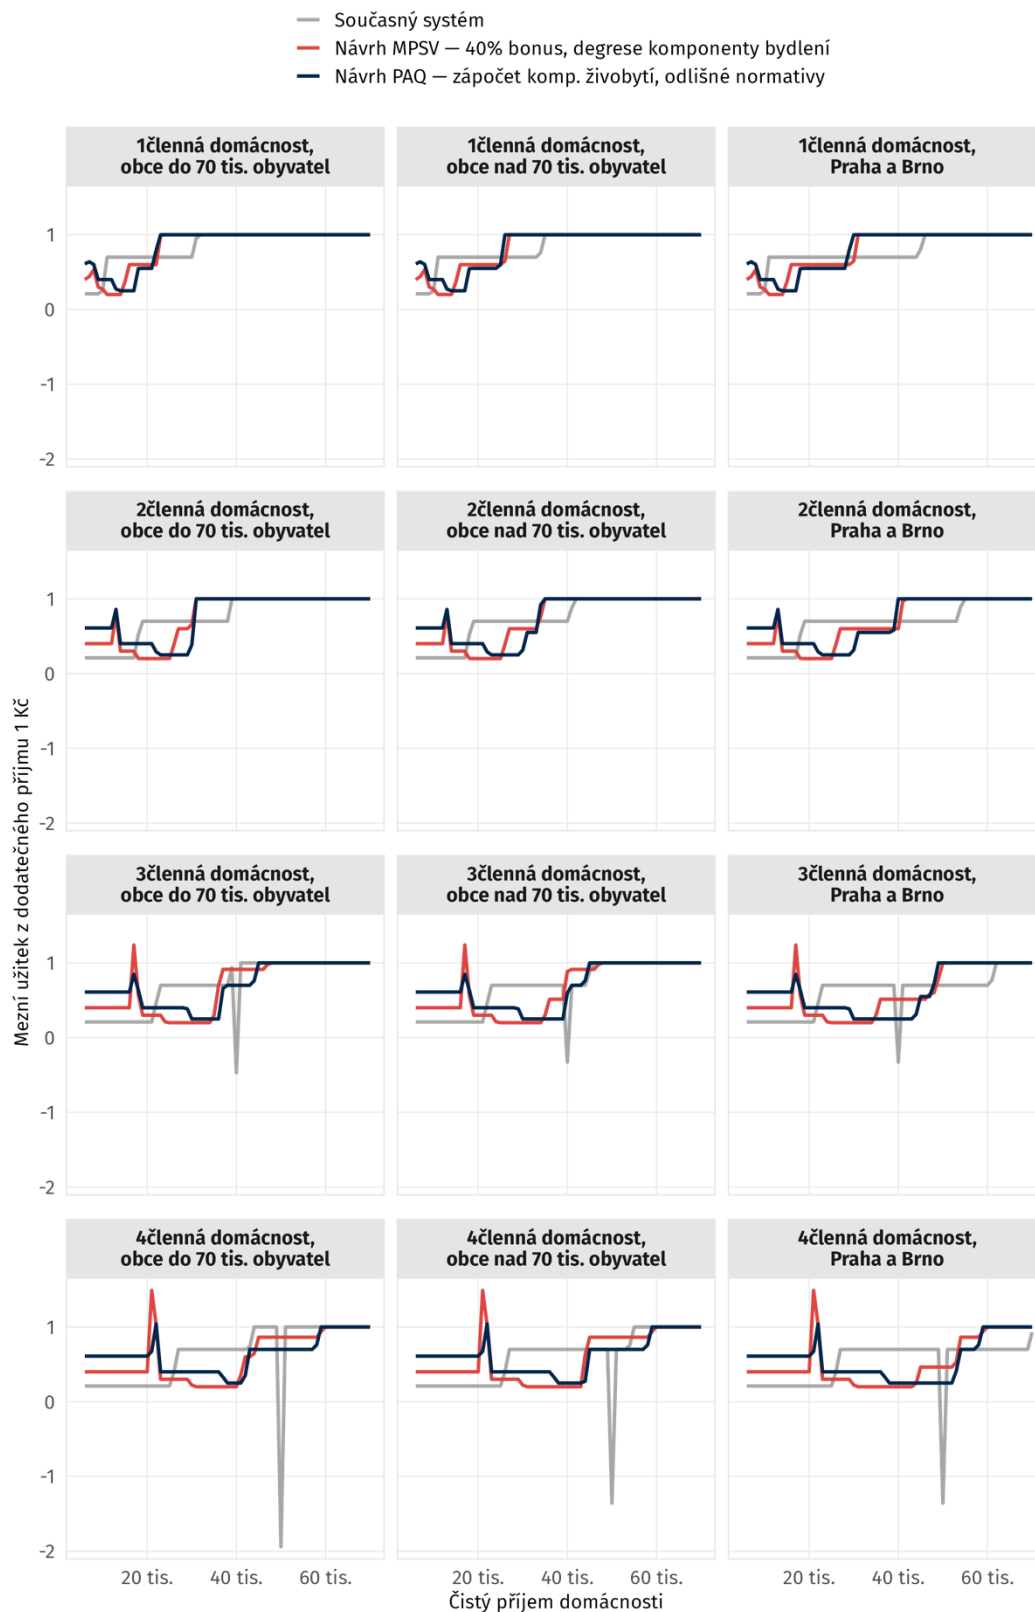 Současný systém
Návrh MPSV — 40% bonus, degrese komponenty bydlení
Návrh PAQ — zápočet komp. živobytí, odlišné normativy
1členná domácnost,
obce do 70 tis. obyvatel
1členná domácnost,
obce nad 70 tis. obyvatel
1členná domácnost,
Praha a Brno
1
0
-1
-2
2členná domácnost,
obce do 70 tis. obyvatel
2členná domácnost,
obce nad 70 tis. obyvatel
2členná domácnost,
Praha a Brno
1
0
-1
-2
Mezní užitek z dodatečného příjmu 1 Kč
3členná domácnost,
obce do 70 tis. obyvatel
3členná domácnost,
obce nad 70 tis. obyvatel
3členná domácnost,
Praha a Brno
1
0
-1
-2
4členná domácnost,
obce do 70 tis. obyvatel
4členná domácnost,
obce nad 70 tis. obyvatel
4členná domácnost,
Praha a Brno
1
0
-1
-2
20 tis. 40 tis. 60 tis. 20 tis. 40 tis. 60 tis. 20 tis. 40 tis. 60 tis.
Čistý příjem domácnosti